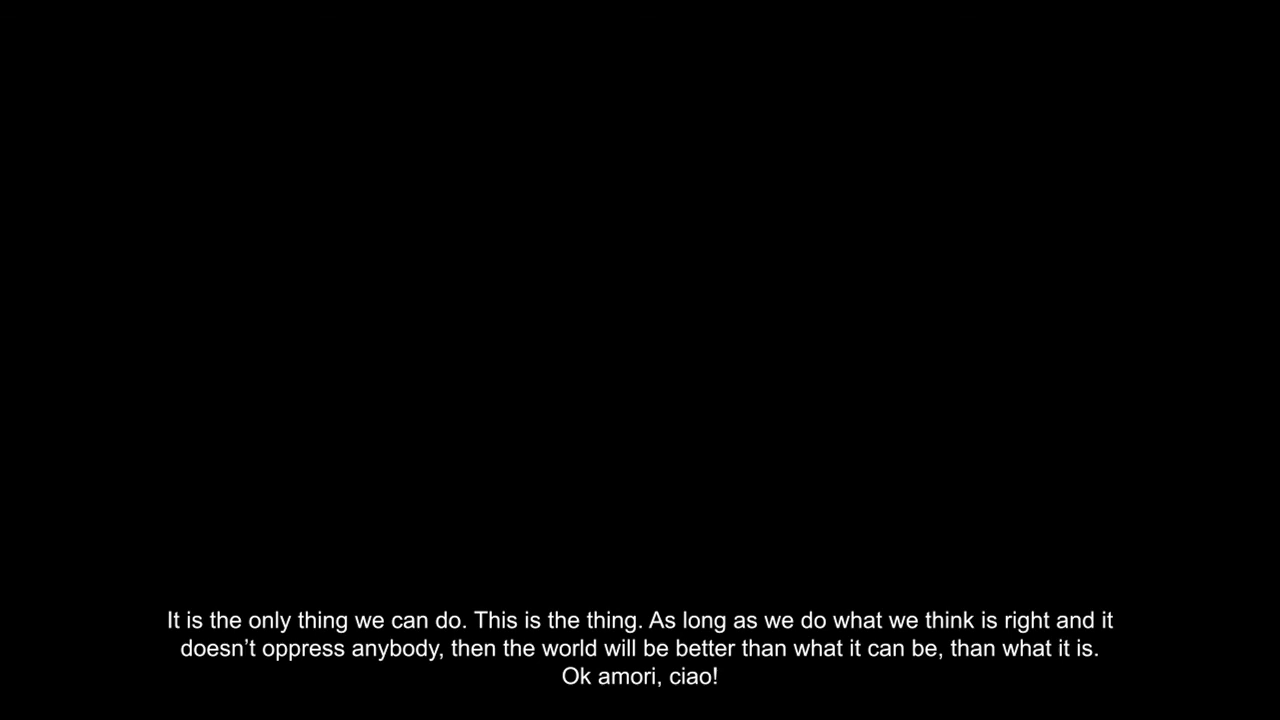 It is the only thing we can do. This is the thing. As long as we do what we think is right and it
doesn’t oppress anybody, then the world will be better than what it can be, than what it is.
Ok amori, ciao!